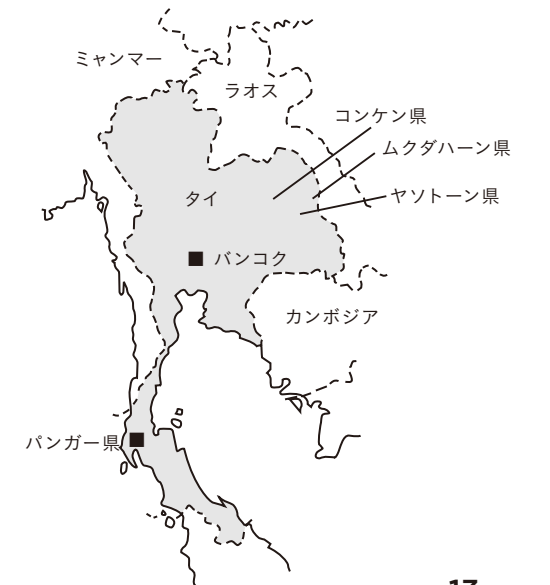 ミャンマー
ラオス
コンケン県
ムクダハーン県
ヤソトーン県
タイ
バンコク
カンボジア
パンガー県
17